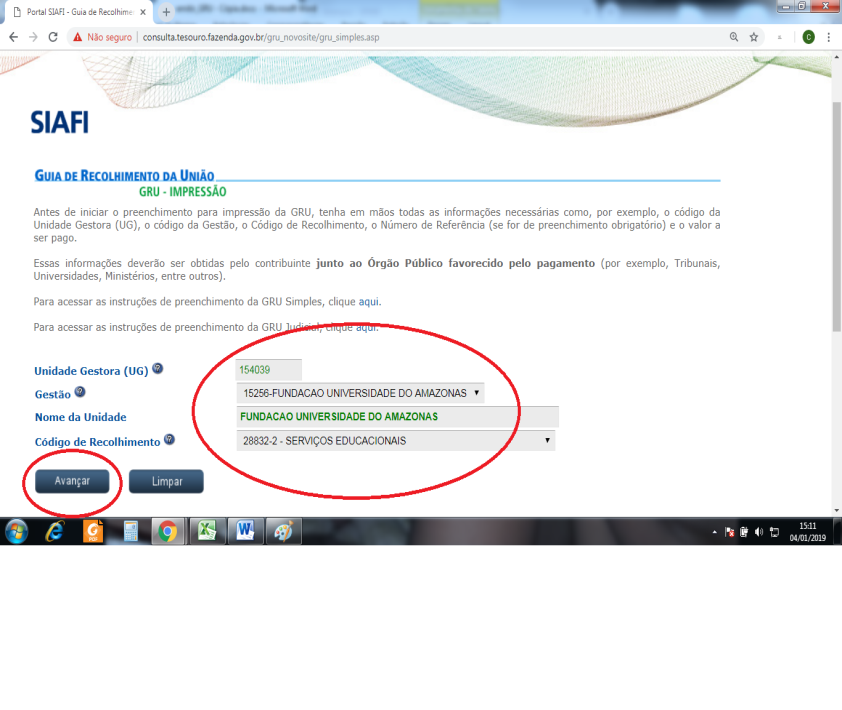 Portal SIAFI - Guia de Recolhime
Não seguro | consulta.tesouro.fazenda.gov.br/gru_novosite/gru_simples.asp
C
SIAFI
GUIA DE RECOLHIMENTO DA UNIÃO
GRU - IMPRESSÃO
Antes de iniciar o preenchimento para impressão da GRU, tenha em mãos todas as informações necessárias como, por exemplo, o código da
Unidade Gestora (UG), o código da Gestão, o Código de Recolhimento, o Número de Referência (se for de preenchimento obrigatório) e o valor a
ser pago.
Essas informações deverão ser obtidas pelo contribuinte junto ao Órgão Público favorecido pelo pagamento (por exemplo, Tribunais,
Universidades, Ministérios, entre outros).
Para acessar as instruções de preenchimento da GRU Simples, clique aqui.
Para acessar as instruções de preenchimento da GRU Judicial, clique aqui.
Unidade Gestora (UG) 154039
Gestão 15256-FUNDACAO UNIVERSIDADE DO AMAZONAS
Nome da Unidade FUNDACAO UNIVERSIDADE DO AMAZONAS
Código de Recolhimento 28832-2 - SERVIÇOS EDUCACIONAIS
Avançar Limpar
15:11
04/01/2019